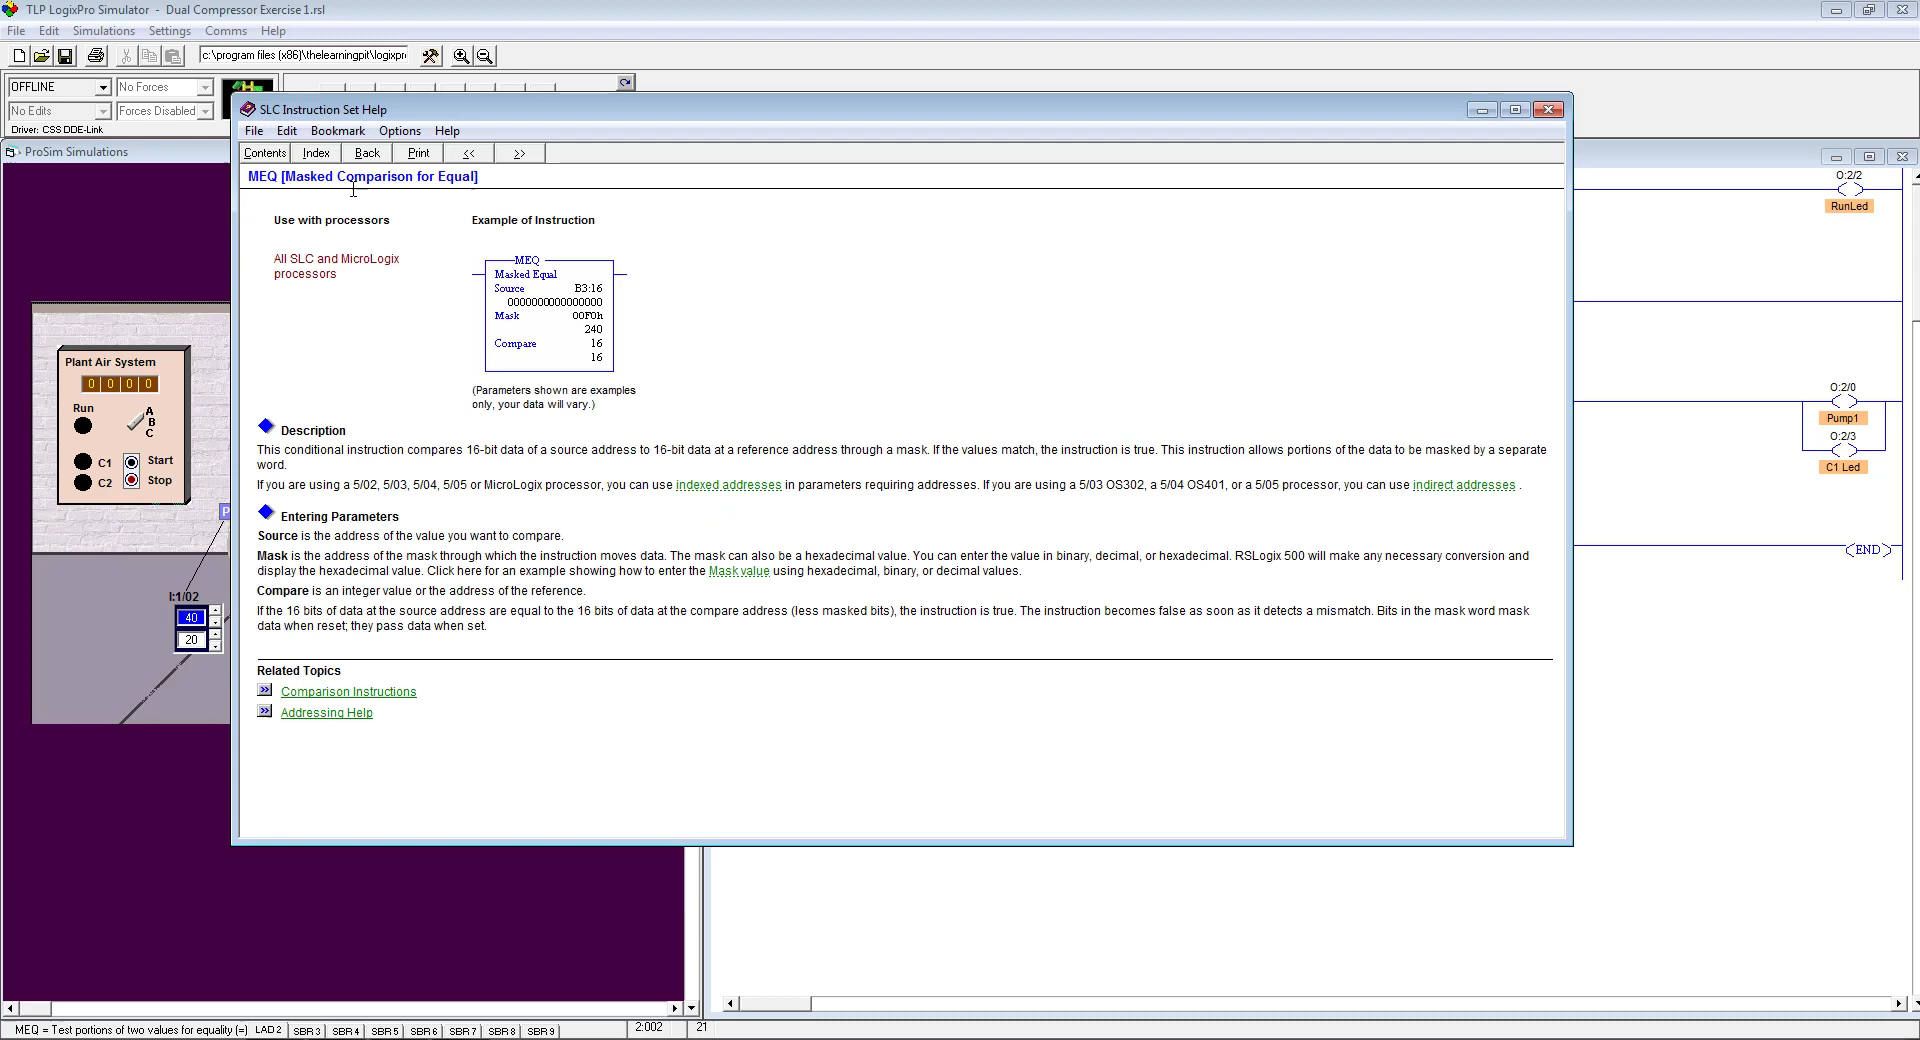 TLP LogixPro Simulator  -  Dual Compressor Exercise 1.rsl
File Edit Simulations Settings Comms Help
c:\program files (x86)\thelearningpit\logixpr
OFFLINE No Forces
No Edits Forces Disabled
Driver: CSS DDE-Link
ProSim Simulations
SLC Instruction Set Help
File Edit Bookmark Options Help
Contents Index Back Print << >>
MEQ [Masked Comparison for Equal]
Use with processors Example of Instruction
All SLC and MicroLogix
processors
MEQ
Masked Equal
Source B3:16
0000000000000000
Mask 00F0h
240
Compare 16
16
(Parameters shown are examples
only, your data will vary.)
Description
This conditional instruction compares 16-bit data of a source address to 16-bit data at a reference address through a mask. If the values match, the instruction is true. This instruction allows portions of the data to be masked by a separate
word.
If you are using a 5/02, 5/03, 5/04, 5/05 or MicroLogix processor, you can use indexed addresses in parameters requiring addresses. If you are using a 5/03 OS302, a 5/04 OS401, or a 5/05 processor, you can use indirect addresses .
Entering Parameters
Source is the address of the value you want to compare.
Mask is the address of the mask through which the instruction moves data. The mask can also be a hexadecimal value. You can enter the value in binary, decimal, or hexadecimal. RSLogix 500 will make any necessary conversion and
display the hexadecimal value. Click here for an example showing how to enter the Mask value using hexadecimal, binary, or decimal values.
Compare is an integer value or the address of the reference.
If the 16 bits of data at the source address are equal to the 16 bits of data at the compare address (less masked bits), the instruction is true. The instruction becomes false as soon as it detects a mismatch. Bits in the mask word mask
data when reset; they pass data when set.
Related Topics
>> Comparison Instructions
>> Addressing Help
Plant Air System
0 0 0 0
Run
A
B
C
C1 Start
C2 Stop
P
I:1/02
40
20
O:2/2
RunLed
O:2/0
Pump1
O:2/3
C1 Led
END
MEQ = Test portions of two values for equality (=) LAD 2 SBR 3 SBR 4 SBR 5 SBR 6 SBR 7 SBR 8 SBR 9 2:002 21